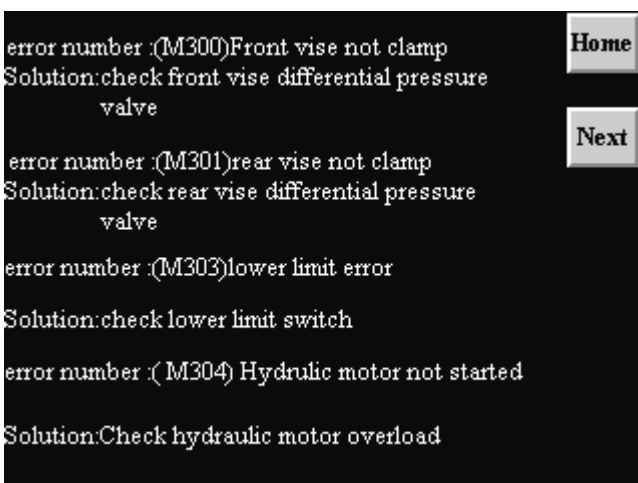 error number :(M300)Front vise not clamp
Solution:check front vise differential pressure
valve
error number :(M301)rear vise not clamp
Solution:check rear vise differential pressure
valve
error number :(M303)lower limit error
Solution:check lower limit switch
error number :( M304) Hydrulic motor not started
Solution:Check hydraulic motor overload
Home
Next